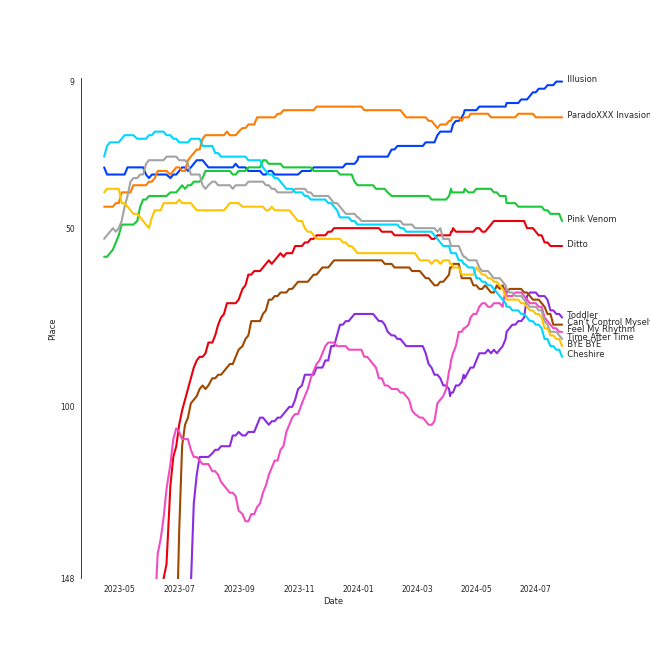 9
50
100
148
Place
2023-05
2023-07
2023-09
2023-11
2024-01
2024-03
2024-05
2024-07
Date
Illusion
ParadoXXX Invasion
Pink Venom
Ditto
Toddler
Can't Control Myself
Feel My Rhythm
Time After Time
BYE BYE
Cheshire